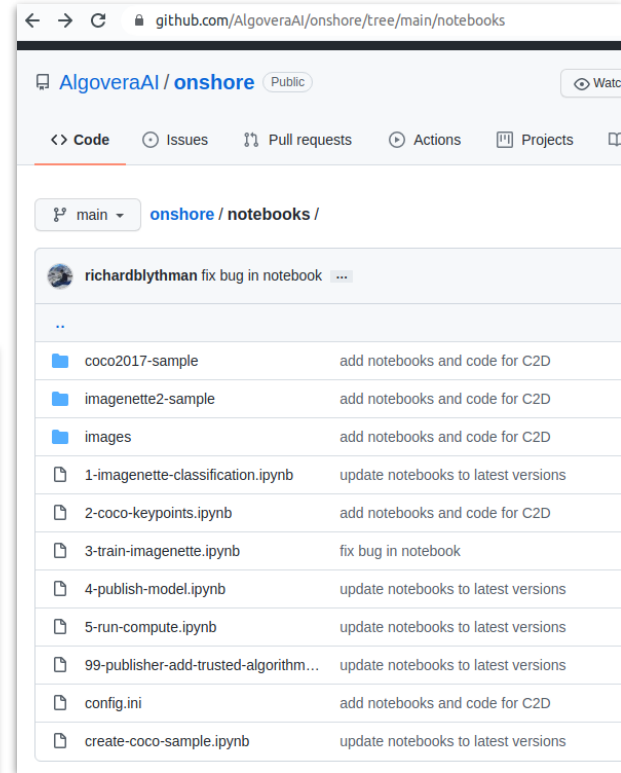 github.com/AlgoveraAI/onshore/tree/main/notebooks
AlgoveraAI / onshore Public Watc
<> Code Issues Pull requests Actions Projects
main onshore / notebooks /
richardblythman fix bug in notebook ...
..
coco2017-sample add notebooks and code for C2D
imagenette2-sample add notebooks and code for C2D
images add notebooks and code for C2D
1-imagenette-classification.ipynb update notebooks to latest versions
2-coco-keypoints.ipynb add notebooks and code for C2D
3-train-imagenette.ipynb fix bug in notebook
4-publish-model.ipynb update notebooks to latest versions
5-run-compute.ipynb update notebooks to latest versions
99-publisher-add-trusted-algorithm… update notebooks to latest versions
config.ini add notebooks and code for C2D
create-coco-sample.ipynb update notebooks to latest versions